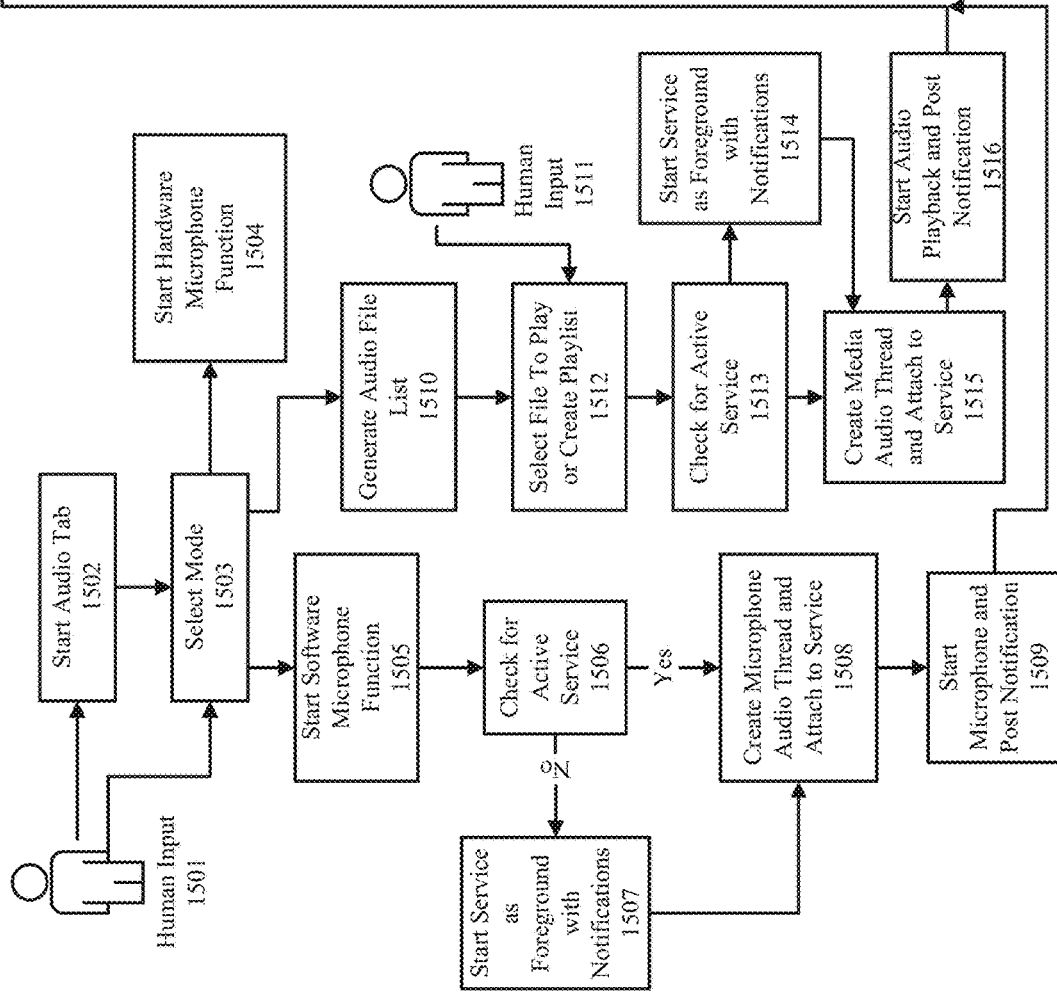 Human Input
1501
Start Audio Tab
1502
Select Mode
1503
Start Hardware
Microphone
Function
1504
Start Software
Microphone
Function
1505
Check for
Active
Service
1506
No
Yes
Start Service
as
Foreground
with
Notifications
1507
Create Microphone
Audio Thread and
Attach to Service
1508
Start
Microphone and
Post Notification
1509
Generate Audio File
List
1510
Human
Input
1511
Select File To Play
or Create Playlist
1512
Check for Active
Service
1513
Start Service
as Foreground
with
Notifications
1514
Create Media
Audio Thread
and Attach to
Service
1515
Start Audio
Playback and Post
Notification
1516